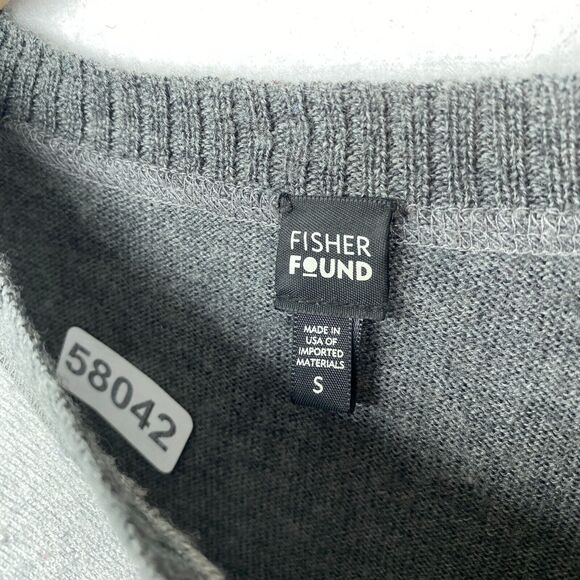 FISHER
FOUND
MADE IN
USA OF
IMPORTED
MATERIALS
S
58042